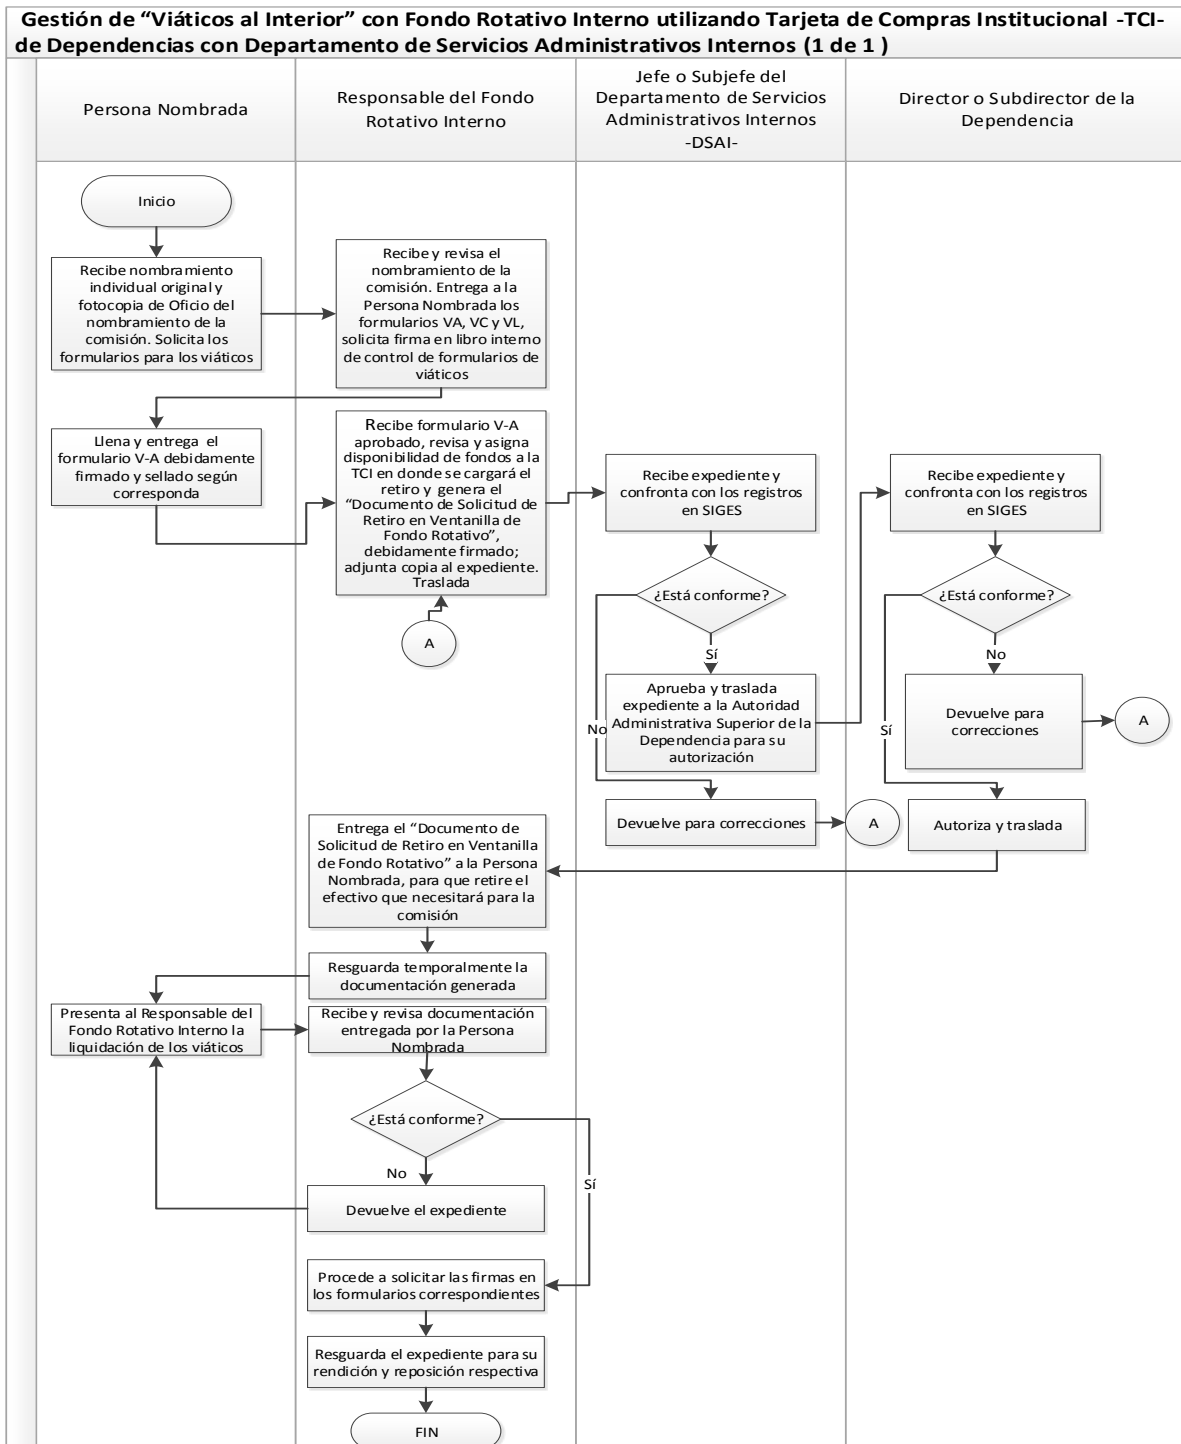 Gestión de “Viáticos al Interior” con Fondo Rotativo Interno utilizando Tarjeta de Compras Institucional -TCI-
de Dependencias con Departamento de Servicios Administrativos Internos (1 de 1 )
Persona Nombrada
Responsable del Fondo
Rotativo Interno
Jefe o Subjefe del
Departamento de Servicios
Administrativos Internos
-DSAI-
Director o Subdirector de la
Dependencia
Inicio
Recibe nombramiento
individual original y
fotocopia de Oficio del
nombramiento de la
comisión. Solicita los
formularios para los viáticos
Recibe y revisa el
nombramiento de la
comisión. Entrega a la
Persona Nombrada los
formularios VA, VC y VL,
solicita firma en libro interno
de control de formularios de
viáticos
Llena y entrega el
formulario V-A debidamente
firmado y sellado según
corresponda
Recibe formulario V-A
aprobado, revisa y asigna
disponibilidad de fondos a la
TCI en donde se cargará el
retiro y genera el
“Documento de Solicitud de
Retiro en Ventanilla de
Fondo Rotativo”,
debidamente firmado;
adjunta copia al expediente.
Traslada
A
Recibe expediente y
confronta con los registros
en SIGES
¿Está conforme?
Sí
No
Aprueba y traslada
expediente a la Autoridad
Administrativa Superior de la
Dependencia para su
autorización
Devuelve para correcciones
A
Recibe expediente y
confronta con los registros
en SIGES
¿Está conforme?
No
Sí
Devuelve para
correcciones
A
Autoriza y traslada
Entrega el “Documento de
Solicitud de Retiro en Ventanilla
de Fondo Rotativo” a la Persona
Nombrada, para que retire el
efectivo que necesitará para la
comisión
Resguarda temporalmente la
documentación generada
Presenta al Responsable del
Fondo Rotativo Interno la
liquidación de los viáticos
Recibe y revisa documentación
entregada por la Persona
Nombrada
¿Está conforme?
No
Sí
Devuelve el expediente
Procede a solicitar las firmas en
los formularios correspondientes
Resguarda el expediente para su
rendición y reposición respectiva
FIN